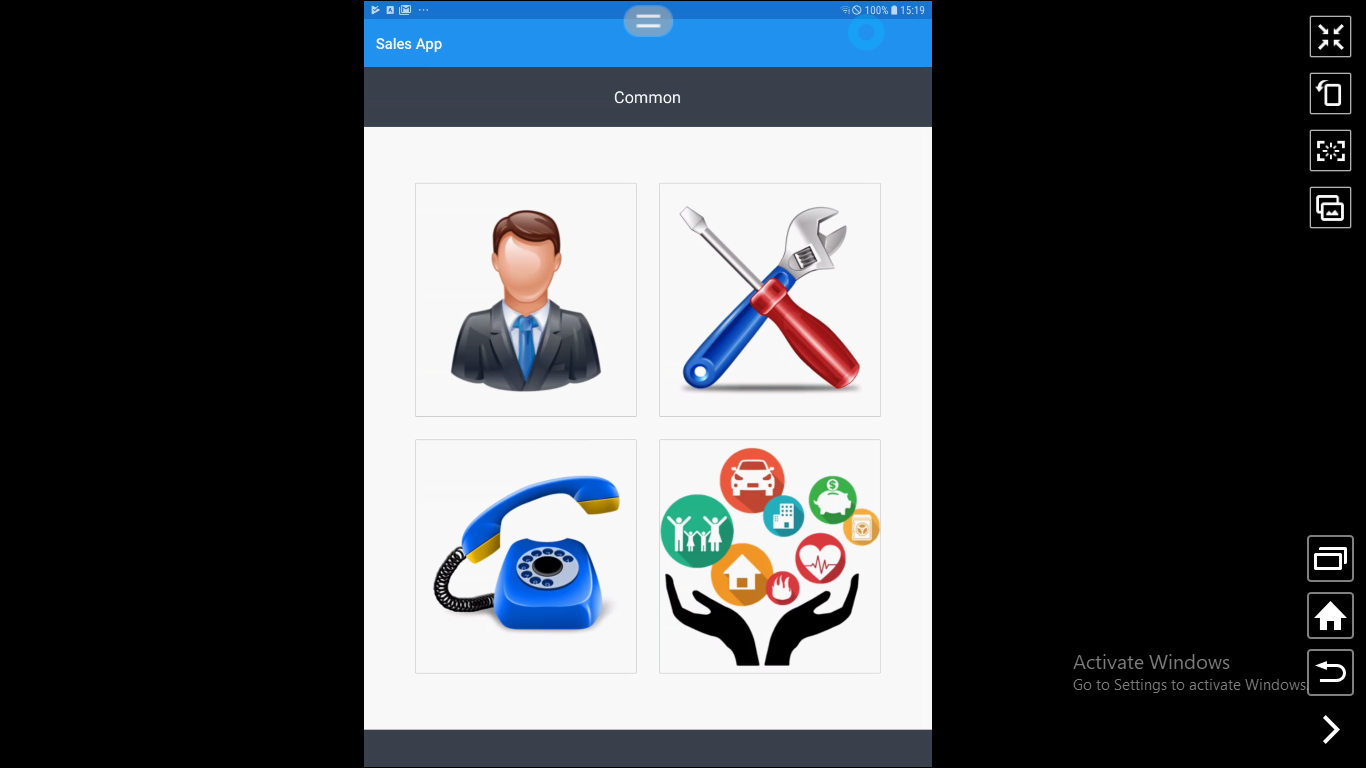 100% 15:19
Sales App
Common
Activate Windows
Go to Settings to activate Windows